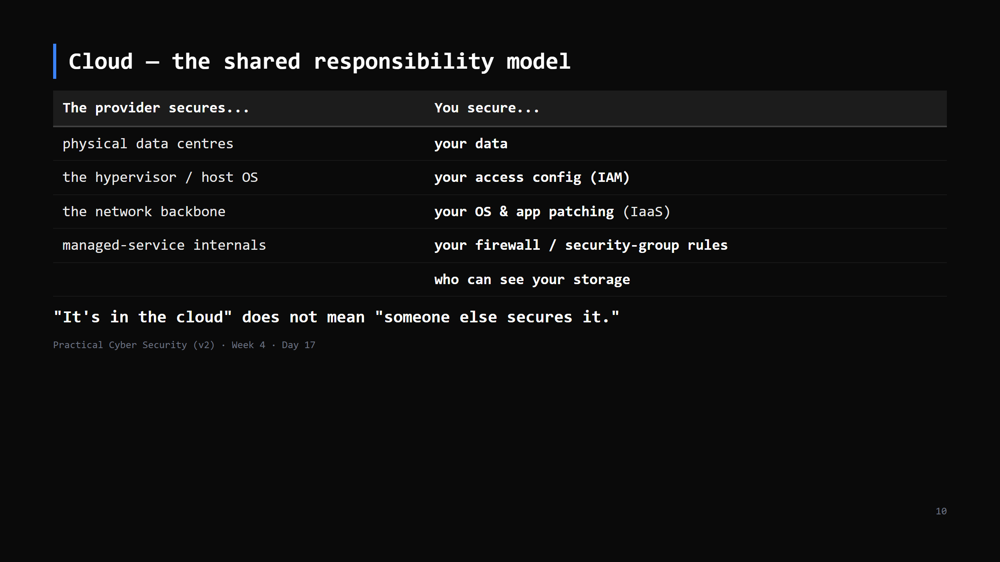 Cloud — the shared responsibility model
The provider secures... You secure...
physical data centres your data
the hypervisor / host OS your access config (IAM)
the network backbone your OS & app patching (IaaS)
managed-service internals your firewall / security-group rules
who can see your storage
"It's in the cloud" does not mean "someone else secures it."
Practical Cyber Security (v2) · Week 4 · Day 17
10